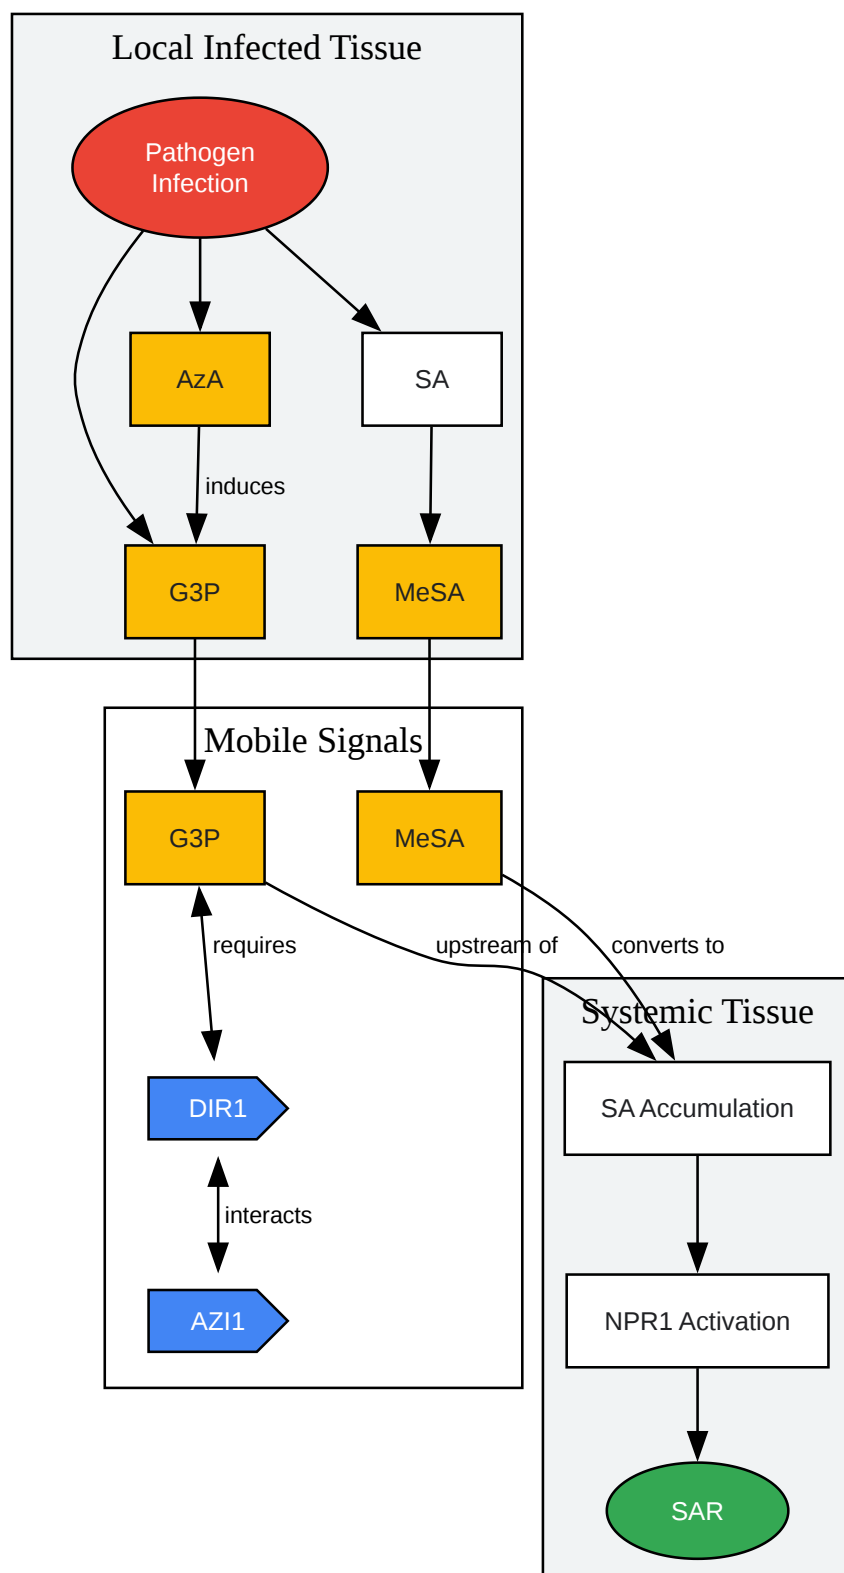 Local Infected Tissue
Pathogen
Infection
AzA
SA
induces
G3P
MeSA
Mobile Signals
G3P
MeSA
requires
upstream of
converts to
Systemic Tissue
DIR1
SA Accumulation
interacts
AZI1
NPR1 Activation
SAR